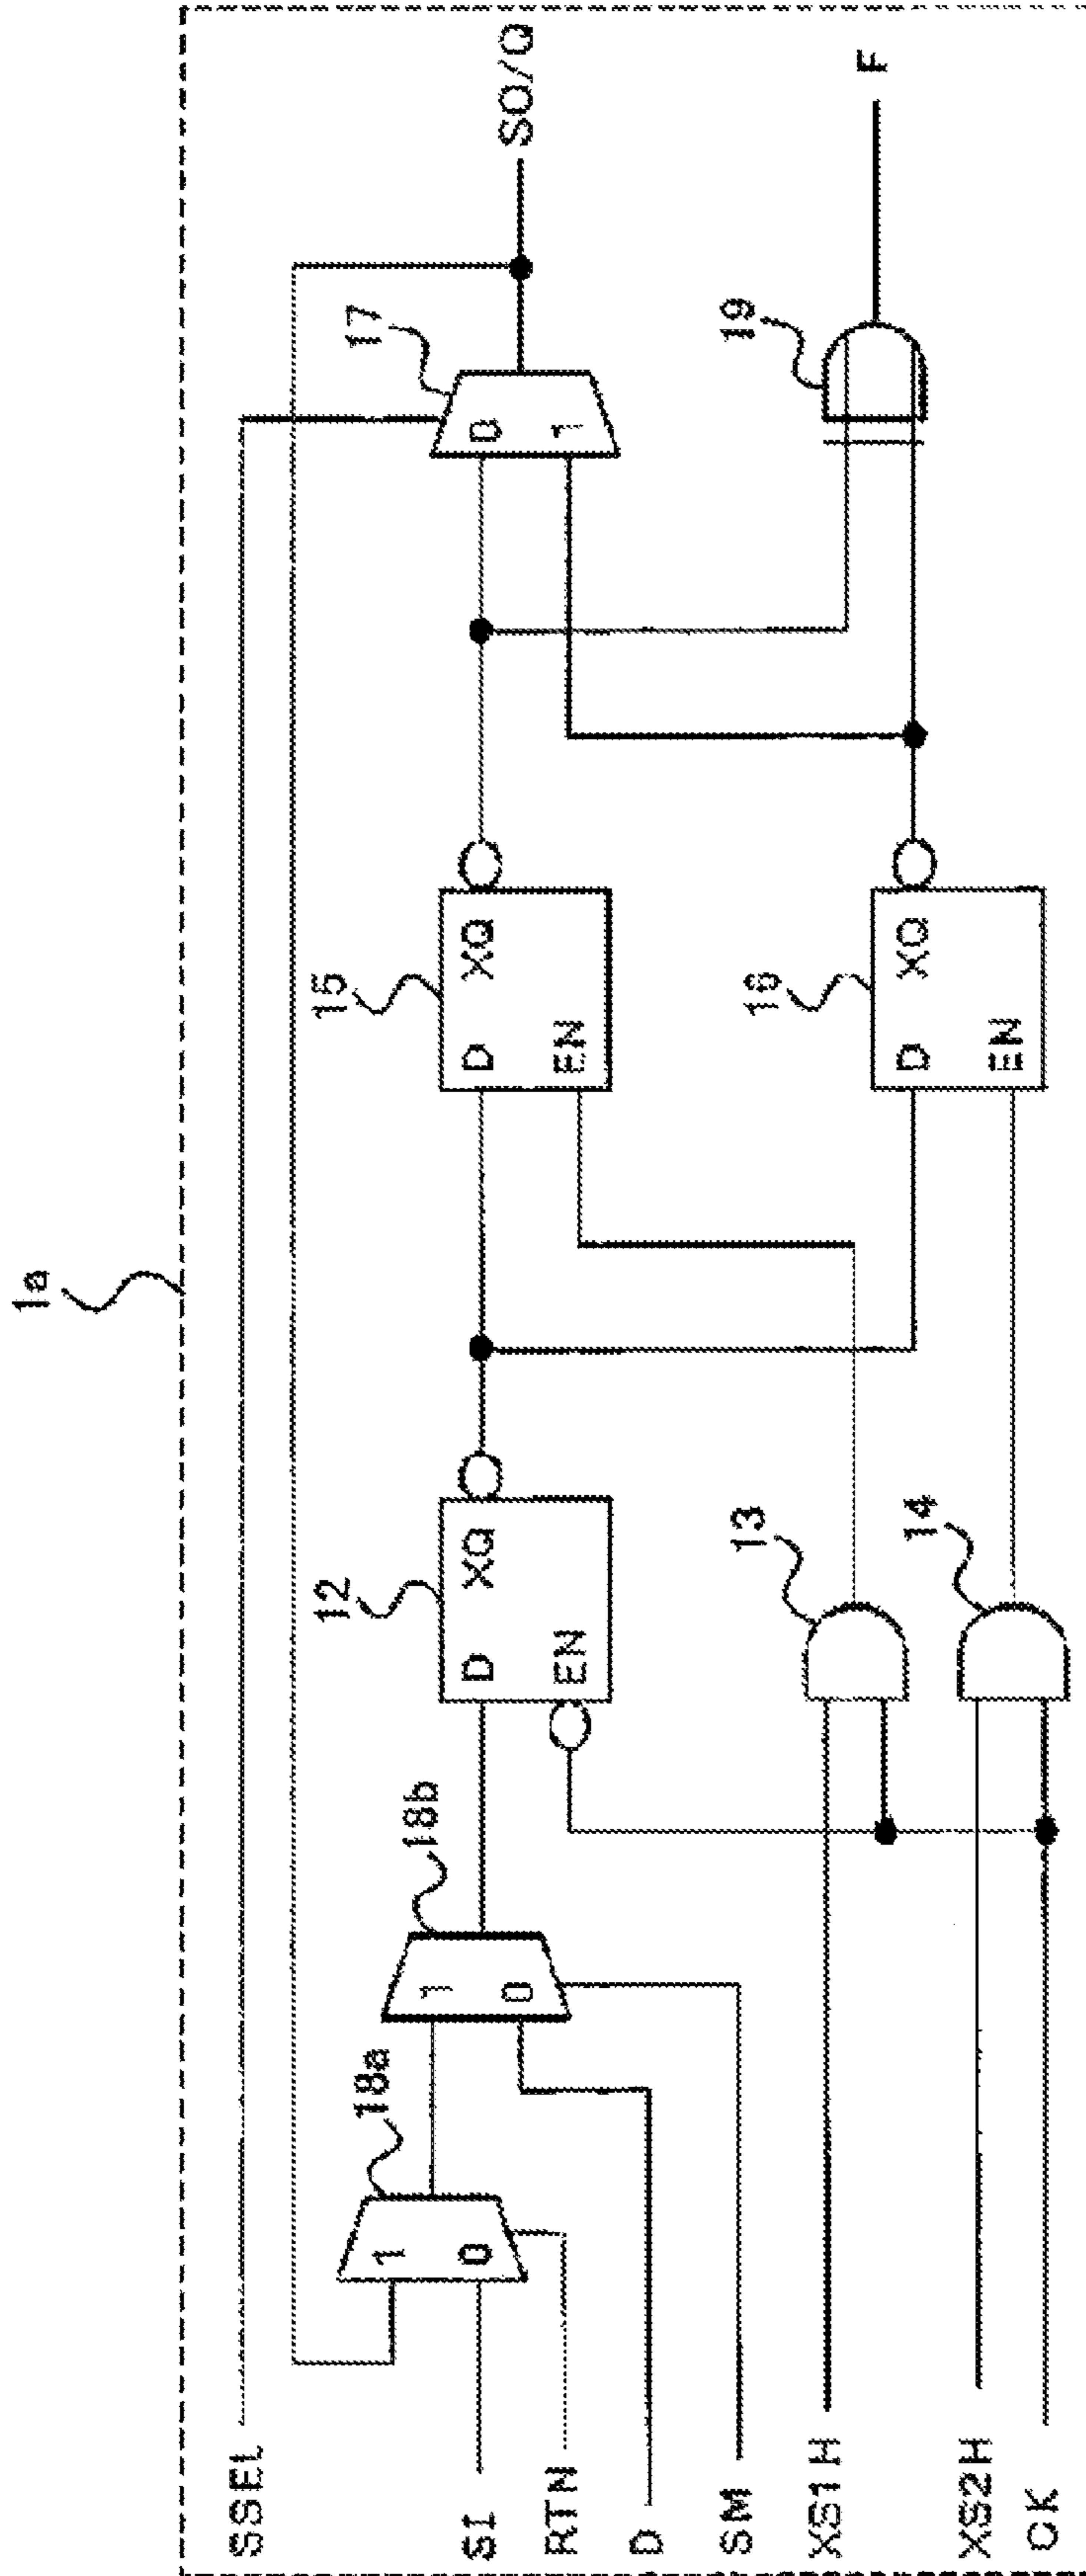 1a
SSEL
SI
RTN
D
SM
XS1H
XS2H
CK
18a
1
0
18b
1
0
12
D XQ
EN
13
14
15
D XQ
EN
16
D XQ
EN
17
0
1
19
SO/Q
F